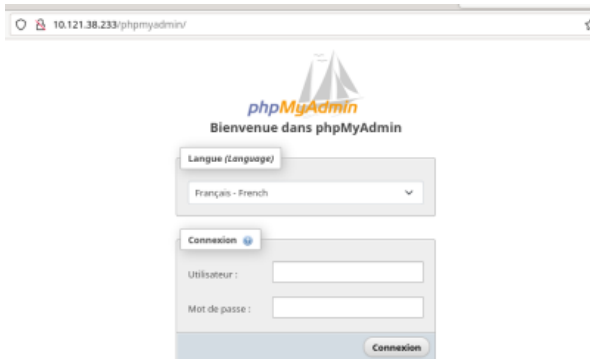 10.121.38.233/phpmyadmin/
phpMyAdmin
Bienvenue dans phpMyAdmin
Langue (Language)
Français - French
Connexion
Utilisateur :
Mot de passe :
Connexion